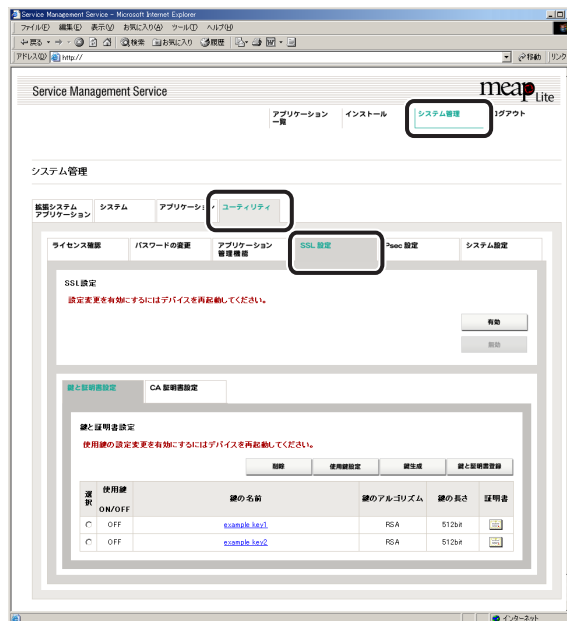 Service Management Service - Microsoft Internet Explorer
ファイル(F) 編集(E) 表示(V) お気に入り(A) ツール(T) ヘルプ(H)
戻る 検索 お気に入り 履歴
アドレス(D) http:// 移動 リンク
Service Management Service
meap Lite
アプリケーション一覧 インストール システム管理 ログアウト
システム管理
拡張システムアプリケーション システム アプリケーション ユーティリティ
ライセンス確認 パスワードの変更 アプリケーション管理機能 SSL 設定 IPsec 設定 システム設定
SSL設定
設定変更を有効にするにはデバイスを再起動してください。
有効
無効
鍵と証明書設定 CA 証明書設定
鍵と証明書設定
使用鍵の設定変更を有効にするにはデバイスを再起動してください。
削除 使用鍵設定 鍵生成 鍵と証明書登録
選択 使用鍵 ON/OFF 鍵の名前 鍵のアルゴリズム 鍵の長さ 証明書
OFF example key1 RSA 512bit
OFF example key2 RSA 512bit
インターネット